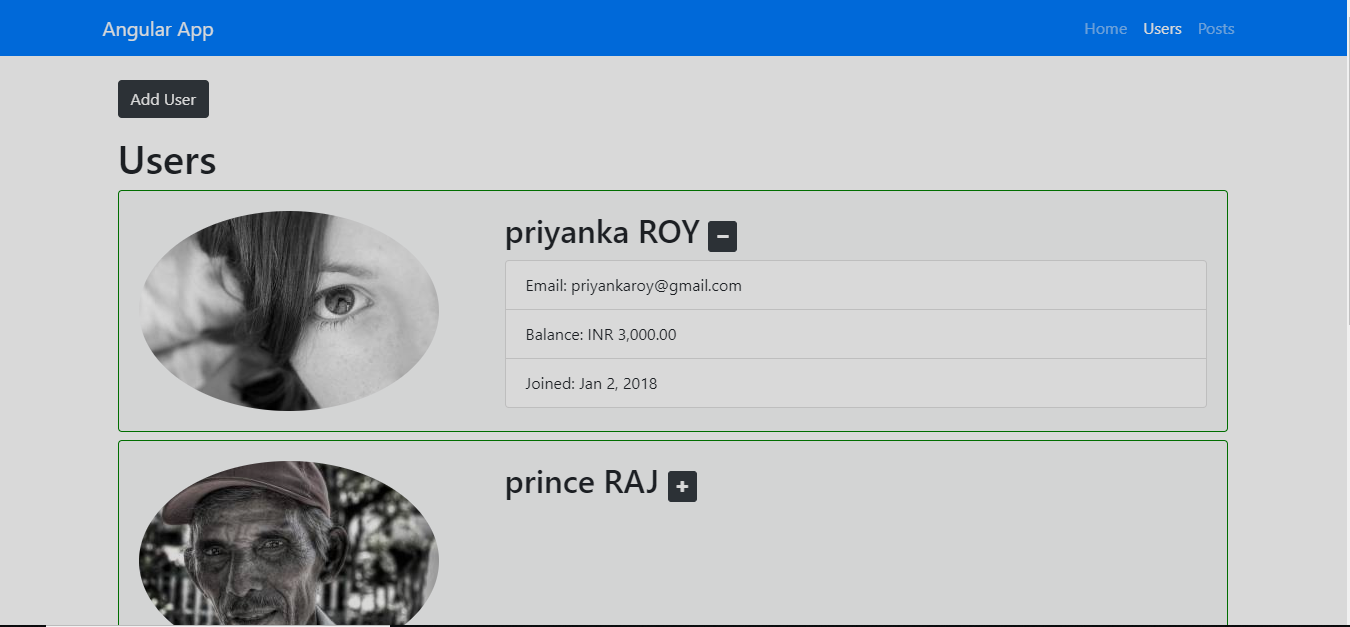 Angular App
Home Users Posts
Add User
Users
priyanka ROY −
Email: priyankaroy@gmail.com
Balance: INR 3,000.00
Joined: Jan 2, 2018
prince RAJ +